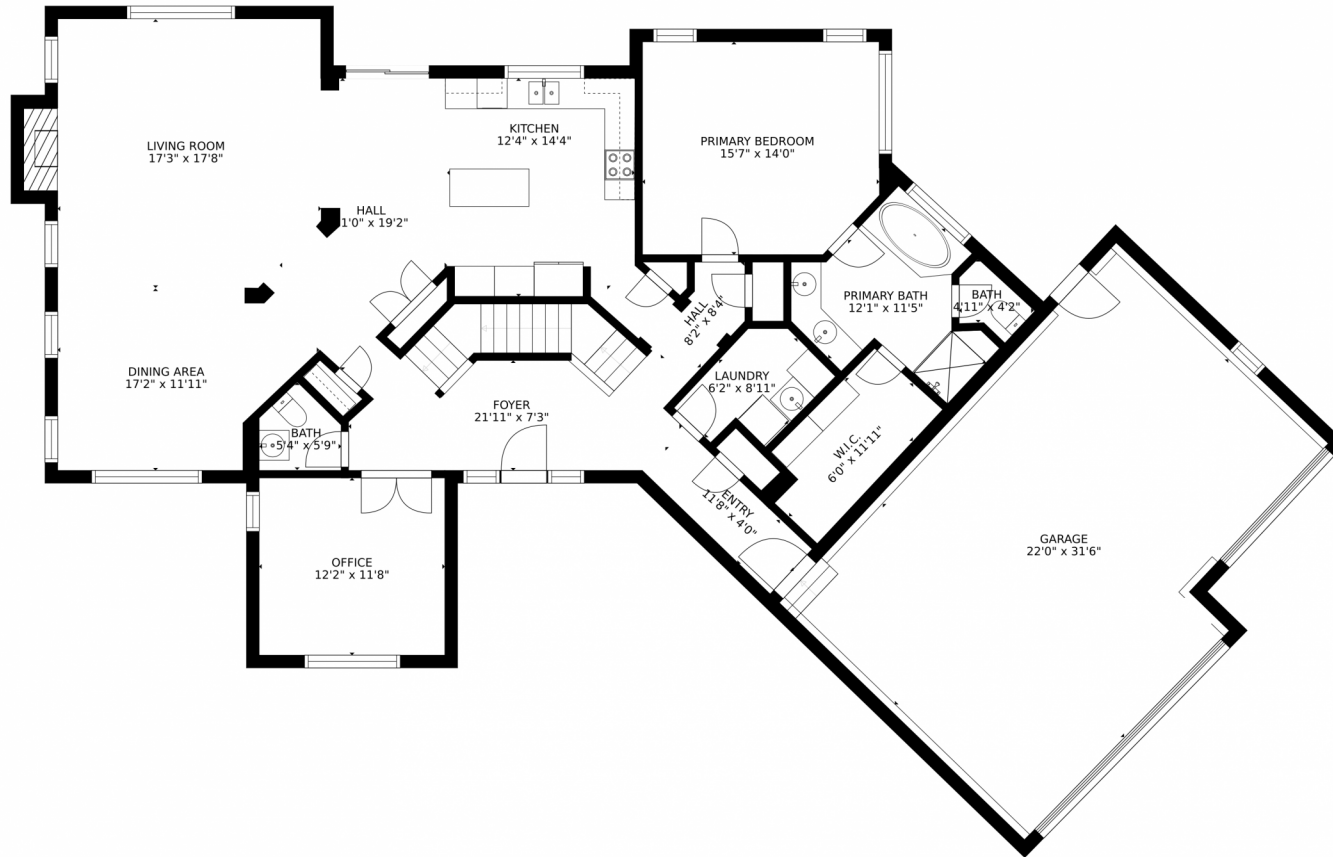 LIVING ROOM
17'3" x 17'8"
KITCHEN
12'4" x 14'4"
PRIMARY BEDROOM
15'7" x 14'0"
HALL
1'0" x 19'2"
HALL
8'2" x 8'4"
PRIMARY BATH
12'1" x 11'5"
BATH
4'11" x 4'2"
DINING AREA
17'2" x 11'11"
LAUNDRY
6'2" x 8'11"
FOYER
21'11" x 7'3"
BATH
5'4" x 5'9"
W.I.C.
6'0" x 11'11"
ENTRY
11'8" x 4'0"
GARAGE
22'0" x 31'6"
OFFICE
12'2" x 11'8"